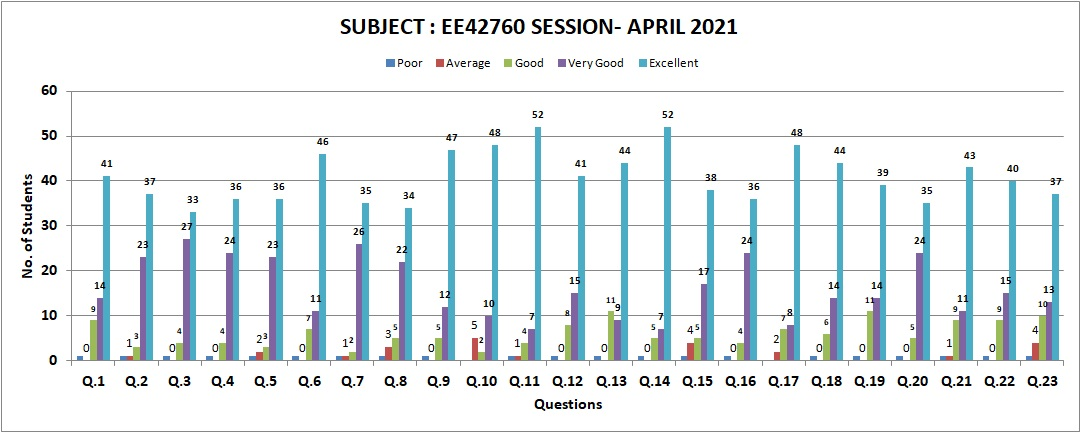 SUBJECT : EE42760 SESSION- APRIL 2021
Poor Average Good Very Good Excellent
60
50
40
30
20
10
0
No. of Students
0 9 14 41
1 3 23 37
0 4 27 33
0 4 24 36
2 3 23 36
0 7 11 46
1 2 26 35
3 5 22 34
0 5 12 47
5 2 10 48
1 4 7 52
0 8 15 41
0 11 9 44
0 5 7 52
4 5 17 38
0 4 24 36
2 7 8 48
0 6 14 44
0 11 14 39
0 5 24 35
1 9 11 43
0 9 15 40
4 10 13 37
Q.1 Q.2 Q.3 Q.4 Q.5 Q.6 Q.7 Q.8 Q.9 Q.10 Q.11 Q.12 Q.13 Q.14 Q.15 Q.16 Q.17 Q.18 Q.19 Q.20 Q.21 Q.22 Q.23
Questions